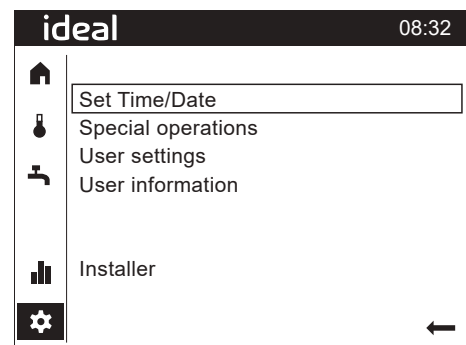 ideal 08:32
Set Time/Date
Special operations
User settings
User information
Installer